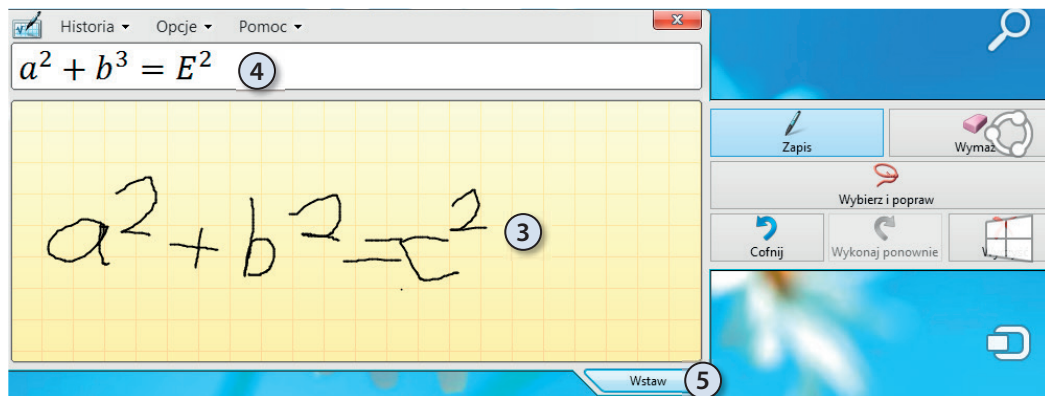 Historia Opcje Pomoc
a² + b³ = E² 4
a² + b² = c² 3
Zapis Wymaż
Wybierz i popraw
Cofnij Wykonaj ponownie
Wstaw 5